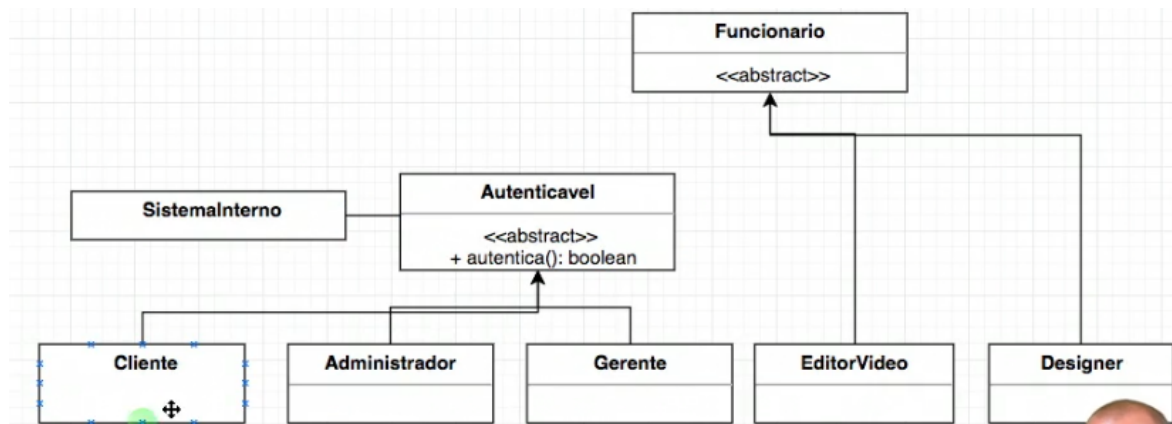 Funcionario
<<abstract>>
Autenticavel
<<abstract>>
+ autentica(): boolean
SistemaInterno
Cliente
Administrador
Gerente
EditorVideo
Designer